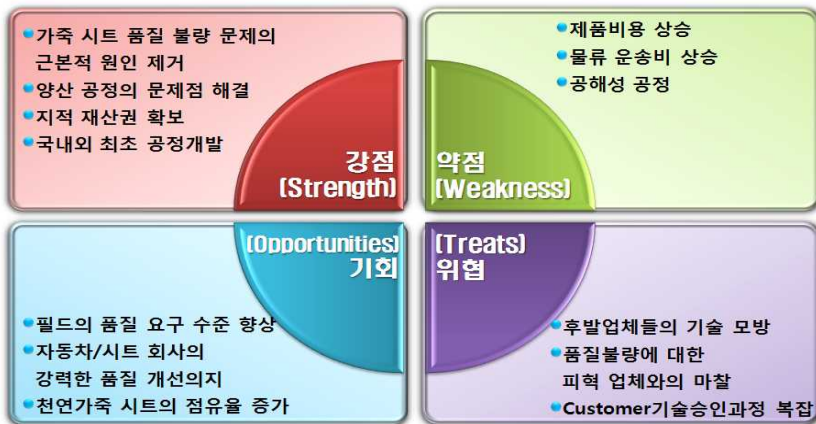 가죽 시트 품질 불량 문제의
근본적 원인 제거
양산 공정의 문제점 해결
지적 재산권 확보
국내외 최초 공정개발
강점
(Strength)
제품비용 상승
물류 운송비 상승
공해성 공정
약점
(Weakness)
(Opportunities)
기회
필드의 품질 요구 수준 향상
자동차/시트 회사의
강력한 품질 개선의지
천연가죽 시트의 점유율 증가
(Treats)
위협
후발업체들의 기술 모방
품질불량에 대한
피혁 업체와의 마찰
Customer기술승인과정 복잡